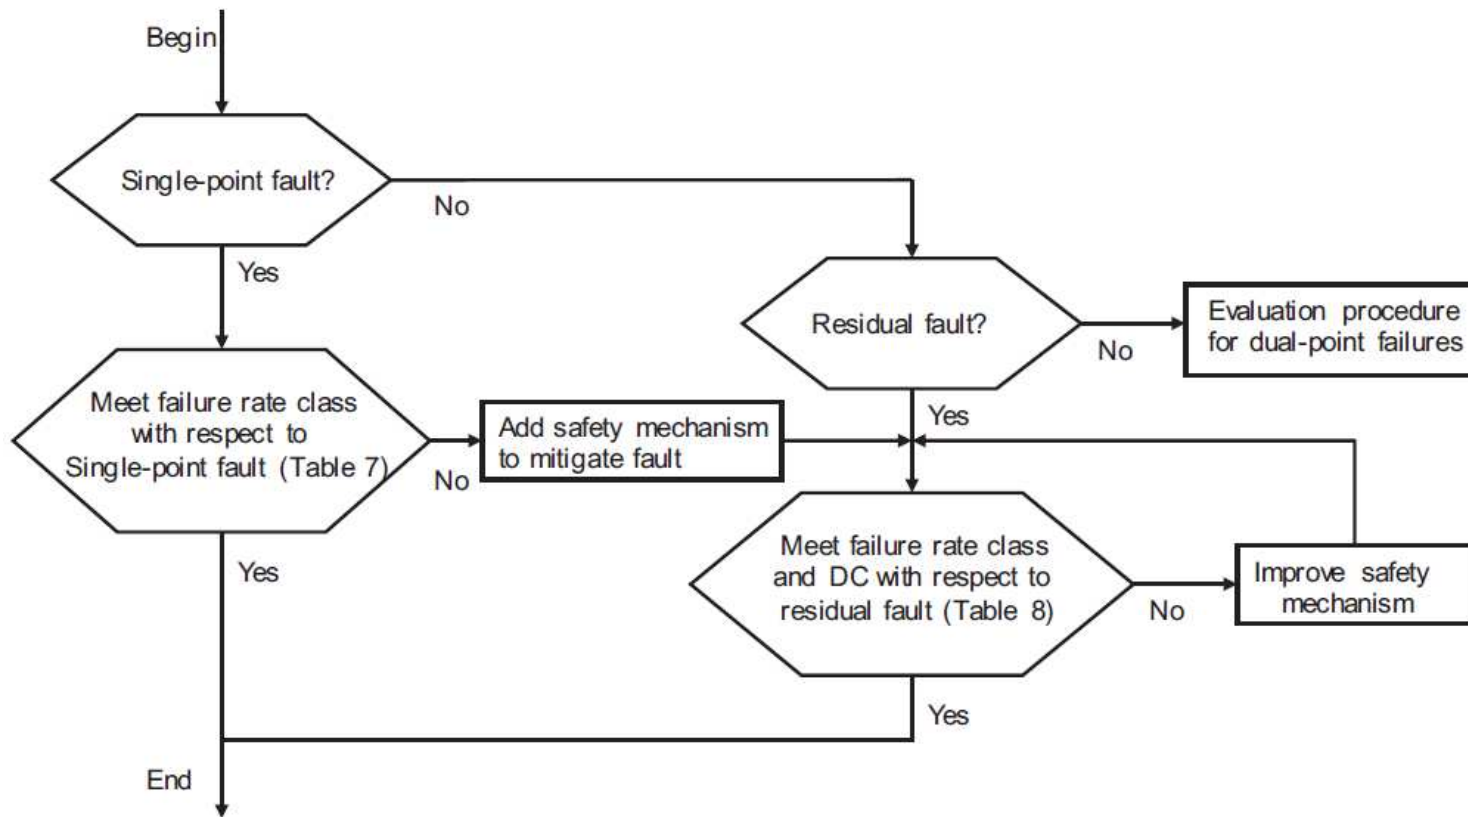 Begin
Single-point fault?
No
Yes
Residual fault?
No
Evaluation procedure
for dual-point failures
Yes
Meet failure rate class
with respect to
Single-point fault (Table 7)
No
Add safety mechanism
to mitigate fault
Meet failure rate class
and DC with respect to
residual fault (Table 8)
No
Improve safety
mechanism
Yes
Yes
End